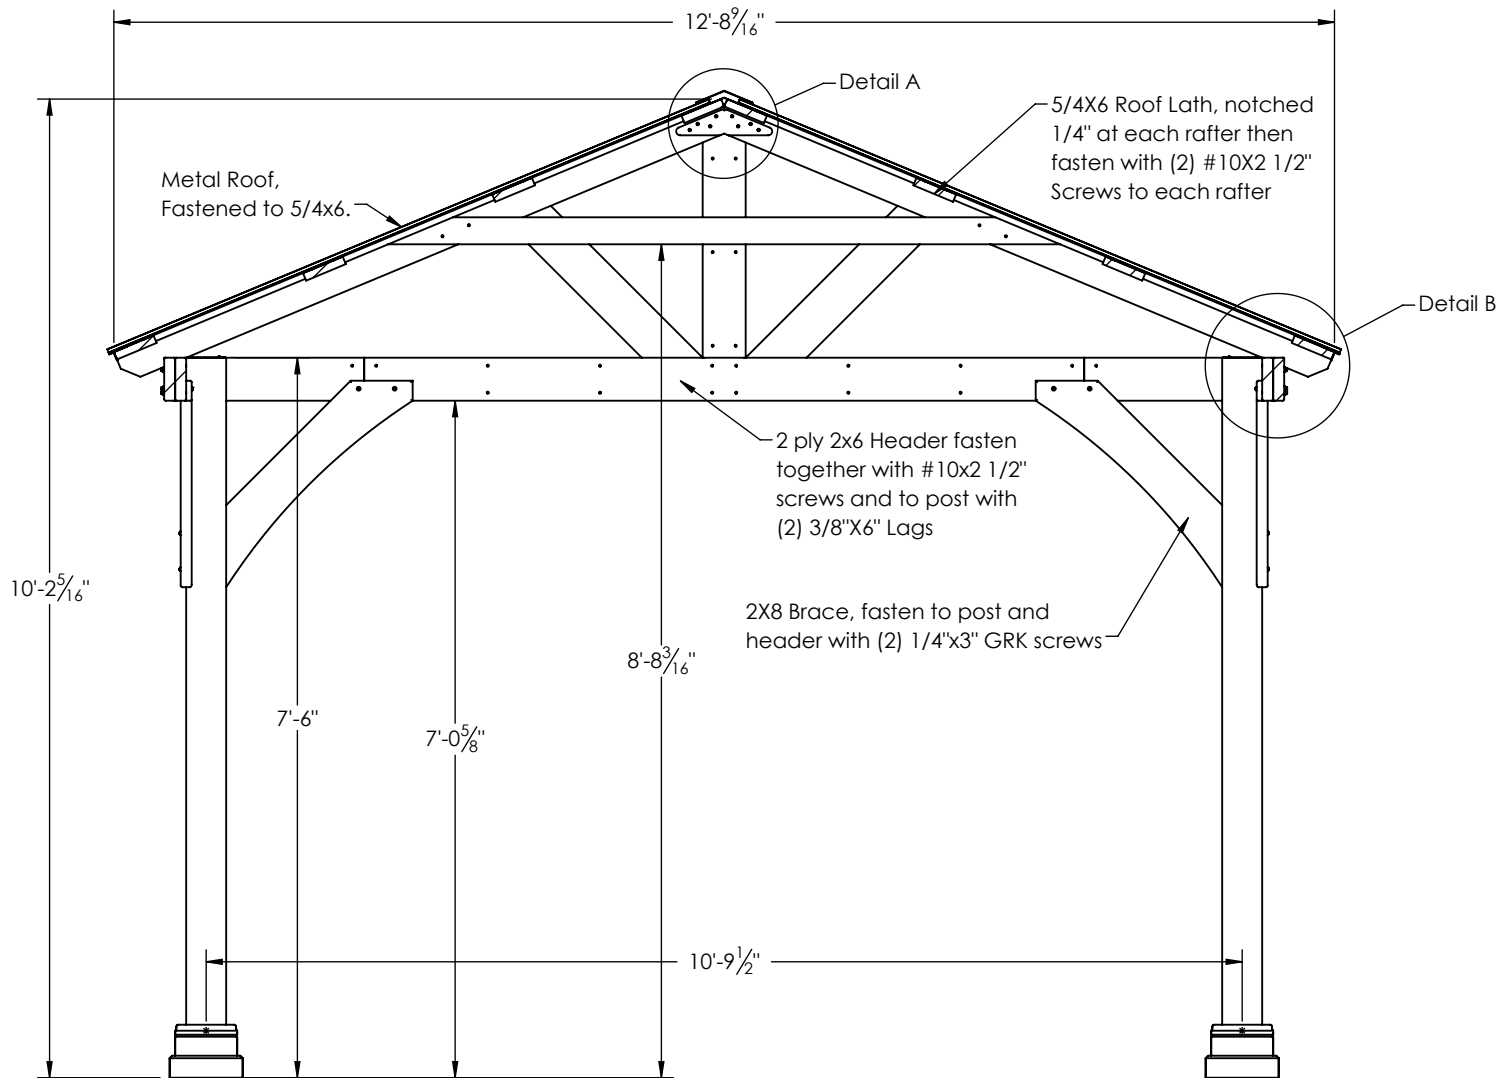 12'-8 9/16"
Detail A
5/4X6 Roof Lath, notched
1/4" at each rafter then
fasten with (2) #10X2 1/2"
Screws to each rafter
Metal Roof,
Fastened to 5/4x6.
Detail B
2 ply 2x6 Header fasten
together with #10x2 1/2"
screws and to post with
(2) 3/8"X6" Lags
10'-2 5/16"
2X8 Brace, fasten to post and
header with (2) 1/4"x3" GRK screws
8'-8 3/16"
7'-6"
7'-0 5/8"
10'-9 1/2"